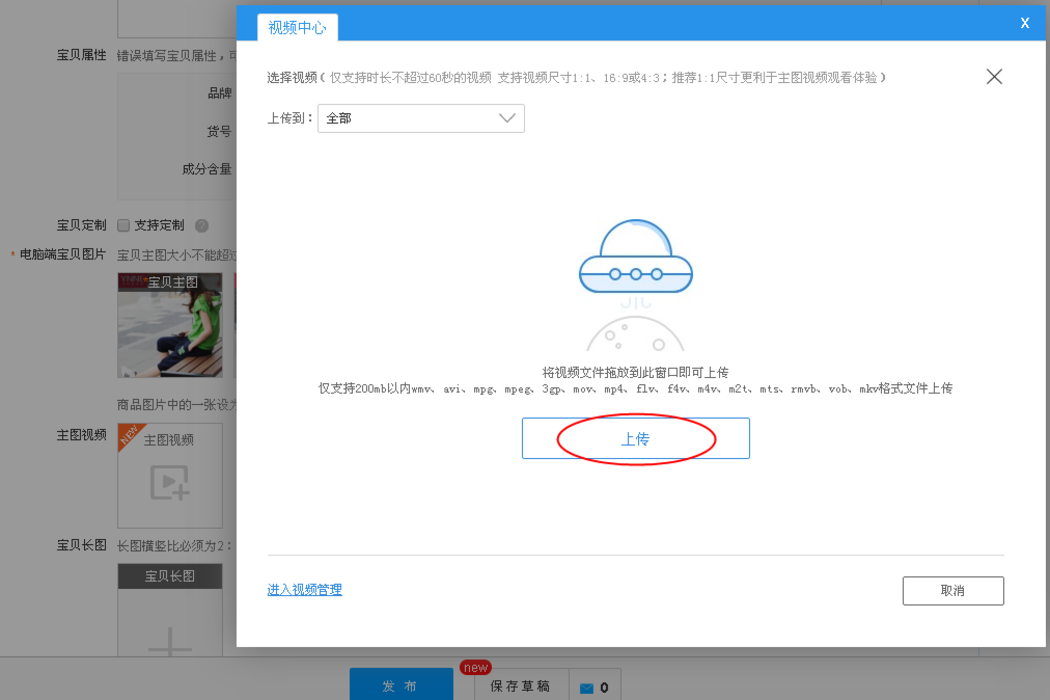 视频中心
X
宝贝属性 错误填写宝贝属性，可
选择视频（仅支持时长不超过60秒的视频 支持视频尺寸1:1、16:9或4:3；推荐1:1尺寸更利于主图视频观看体验）
品牌
上传到： 全部
货号
成分含量
宝贝定制 支持定制 ?
* 电脑端宝贝图片 宝贝主图大小不能超过
宝贝主图
将视频文件拖放到此窗口即可上传
仅支持200mb以内wmv、avi、mpg、mpeg、3gp、mov、mp4、flv、f4v、m4v、m2t、mts、rmvb、vob、mkv格式文件上传
商品图片中的一张设为
主图视频 NEW 主图视频
上传
宝贝长图 长图横竖比必须为2:
宝贝长图
进入视频管理
取消
new
发 布 保存草稿 0